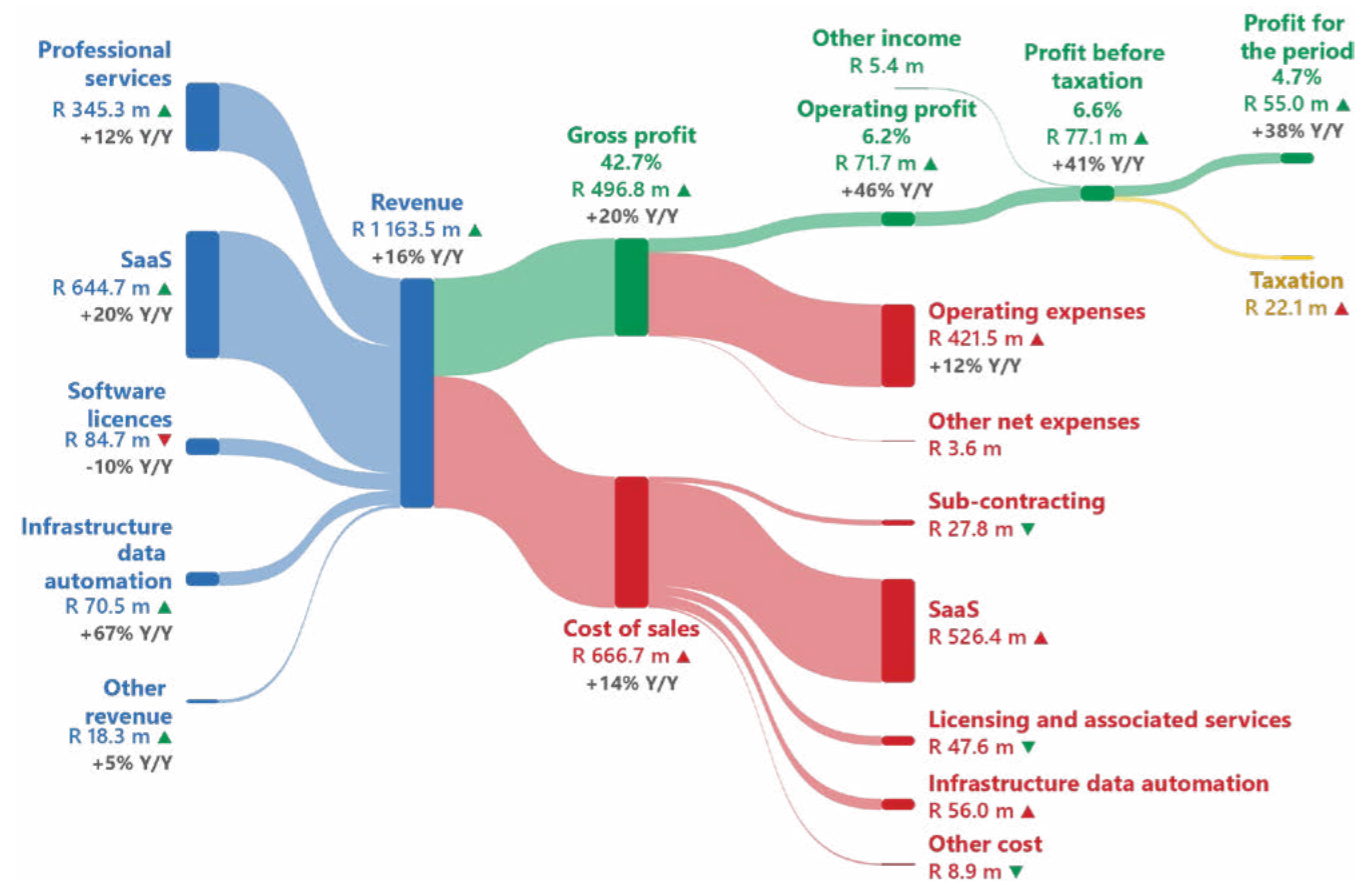 Professional
services
R 345.3 m ▲
+12% Y/Y
SaaS
R 644.7 m ▲
+20% Y/Y
Software
licences
R 84.7 m ▼
-10% Y/Y
Infrastructure
data
automation
R 70.5 m ▲
+67% Y/Y
Other
revenue
R 18.3 m ▲
+5% Y/Y
Revenue
R 1 163.5 m ▲
+16% Y/Y
Gross profit
42.7%
R 496.8 m ▲
+20% Y/Y
Cost of sales
R 666.7 m ▲
+14% Y/Y
Other income
R 5.4 m
Operating profit
6.2%
R 71.7 m ▲
+46% Y/Y
Profit before
taxation
6.6%
R 77.1 m ▲
+41% Y/Y
Profit for
the period
4.7%
R 55.0 m ▲
+38% Y/Y
Taxation
R 22.1 m ▲
Operating expenses
R 421.5 m ▲
+12% Y/Y
Other net expenses
R 3.6 m
Sub-contracting
R 27.8 m ▼
SaaS
R 526.4 m ▲
Licensing and associated services
R 47.6 m ▼
Infrastructure data automation
R 56.0 m ▲
Other cost
R 8.9 m ▼